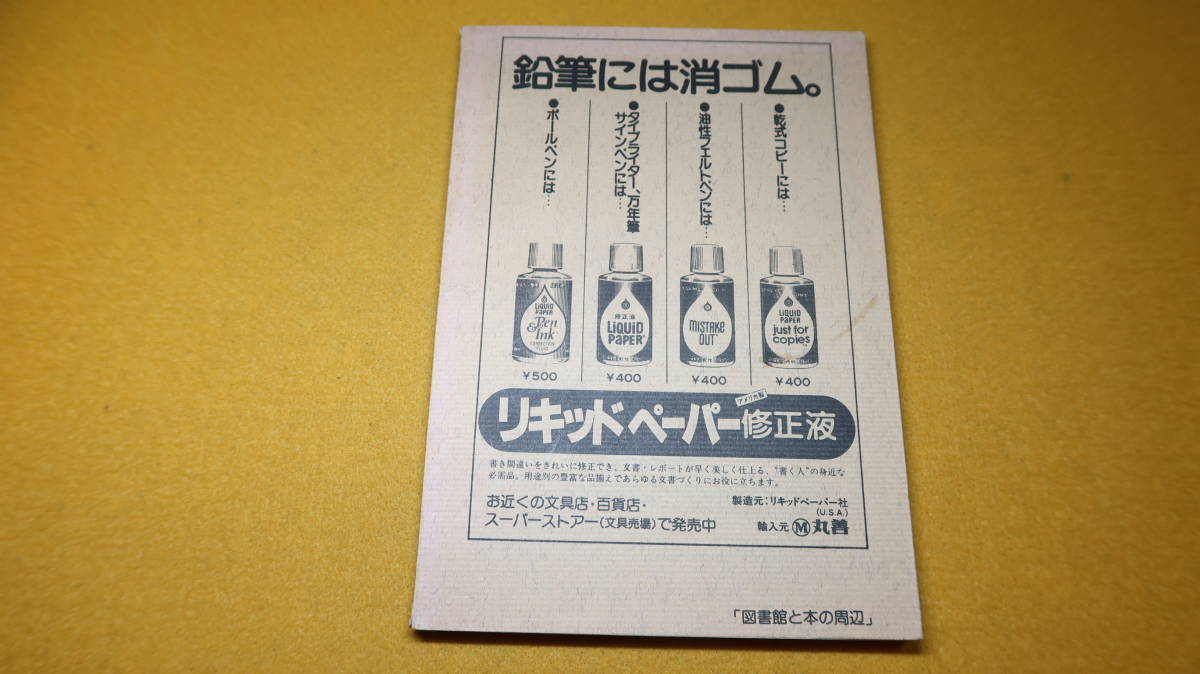 鉛筆には消ゴム。
●乾式コピーには…
●油性フェルトペンには…
●タイプライター、万年筆
サインペンには…
●ボールペンには…
LIQUID
PAPER
Pen
& Ink
CORRECTION
FLUID
¥500
修正液
LIQUID
PAPER
¥400
MISTAKE
OUT
¥400
LIQUID
PAPER
just for
copies
¥400
アメリカ製
リキッドペーパー修正液
書き間違いをきれいに修正でき、文書・レポートが早く美しく仕上る、“書く人”の身近な
必需品。用途別の豊富な品揃えであらゆる文書づくりにお役に立ちます。
お近くの文具店・百貨店・
スーパーストアー(文具売場)で発売中
製造元:リキッドペーパー社
(U.S.A.)
輸入元 M 丸善
「図書館と本の周辺」